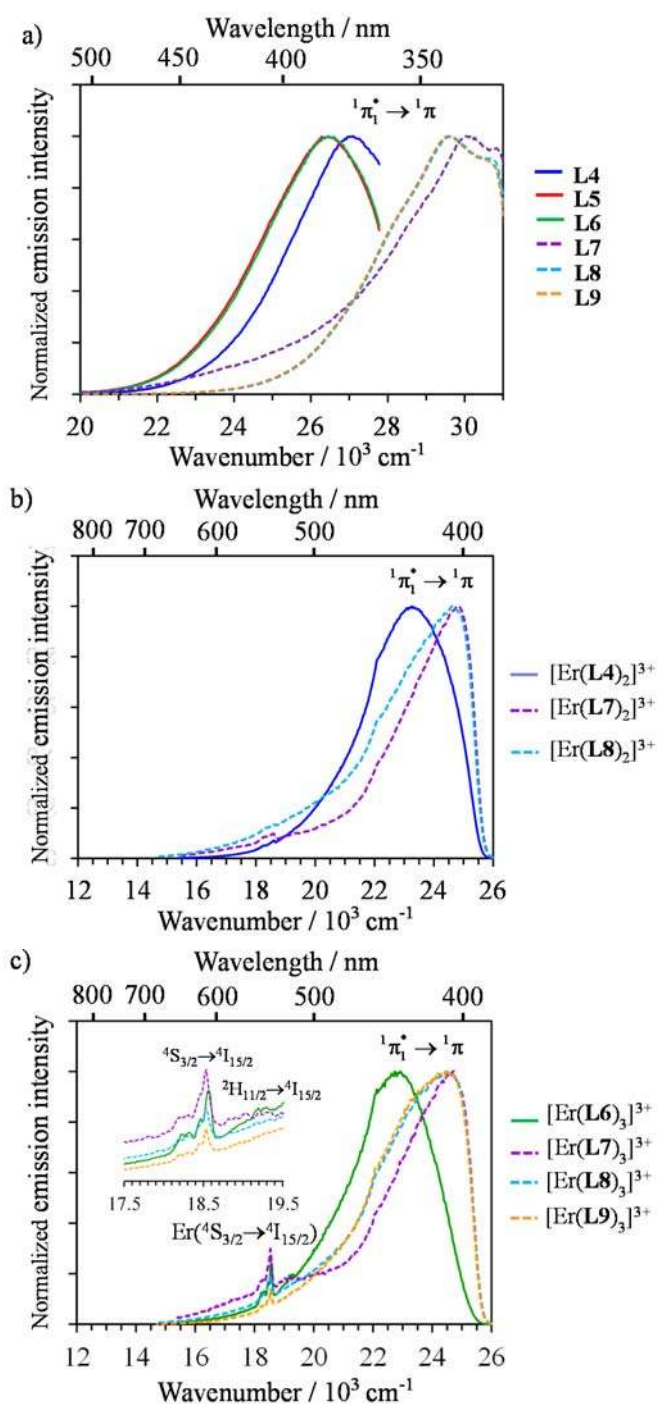 a)
Wavelength / nm
500 450 400 350
¹π₁* → ¹π
Normalized emission intensity
L4
L5
L6
L7
L8
L9
20 22 24 26 28 30
Wavenumber / 10³ cm⁻¹
b)
Wavelength / nm
800 700 600 500 400
¹π₁* → ¹π
Normalized emission intensity
[Er(L4)₂]³⁺
[Er(L7)₂]³⁺
[Er(L8)₂]³⁺
12 14 16 18 20 22 24 26
Wavenumber / 10³ cm⁻¹
c)
Wavelength / nm
800 700 600 500 400
¹π₁* → ¹π
⁴S₃/₂→⁴I₁₅/₂
²H₁₁/₂→⁴I₁₅/₂
17.5 18.5 19.5
Er(⁴S₃/₂→⁴I₁₅/₂)
Normalized emission intensity
[Er(L6)₃]³⁺
[Er(L7)₃]³⁺
[Er(L8)₃]³⁺
[Er(L9)₃]³⁺
12 14 16 18 20 22 24 26
Wavenumber / 10³ cm⁻¹